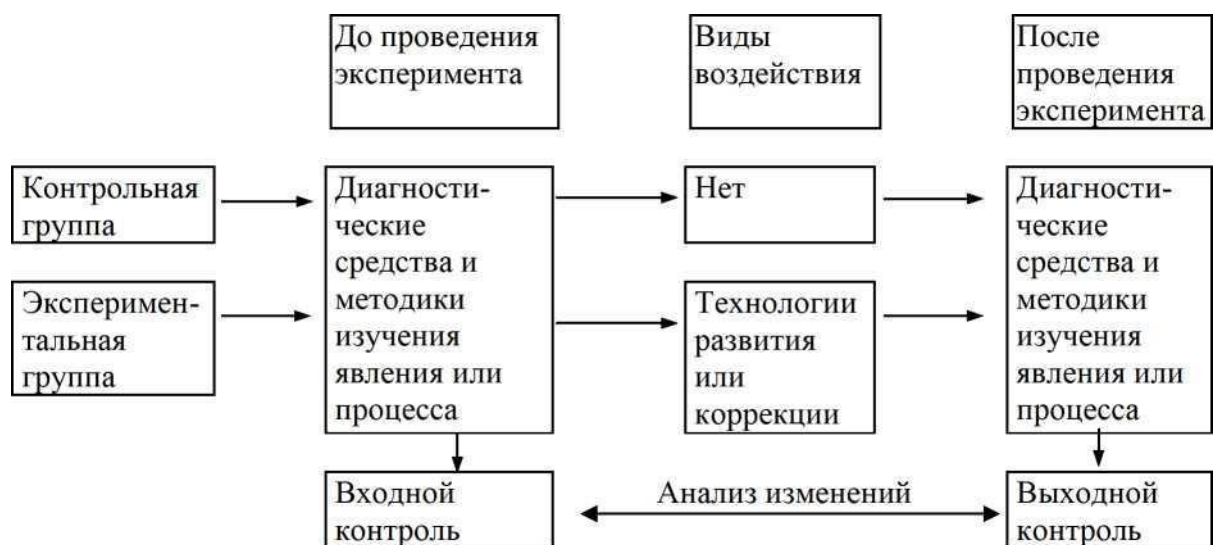 До проведения
эксперимента
Виды
воздействия
После
проведения
эксперимента
Контрольная
группа
Диагности-
ческие
средства и
методики
изучения
явления или
процесса
Нет
Диагности-
ческие
средства и
методики
изучения
явления или
процесса
Эксперимен-
тальная
группа
Технологии
развития
или
коррекции
Входной
контроль
Анализ изменений
Выходной
контроль